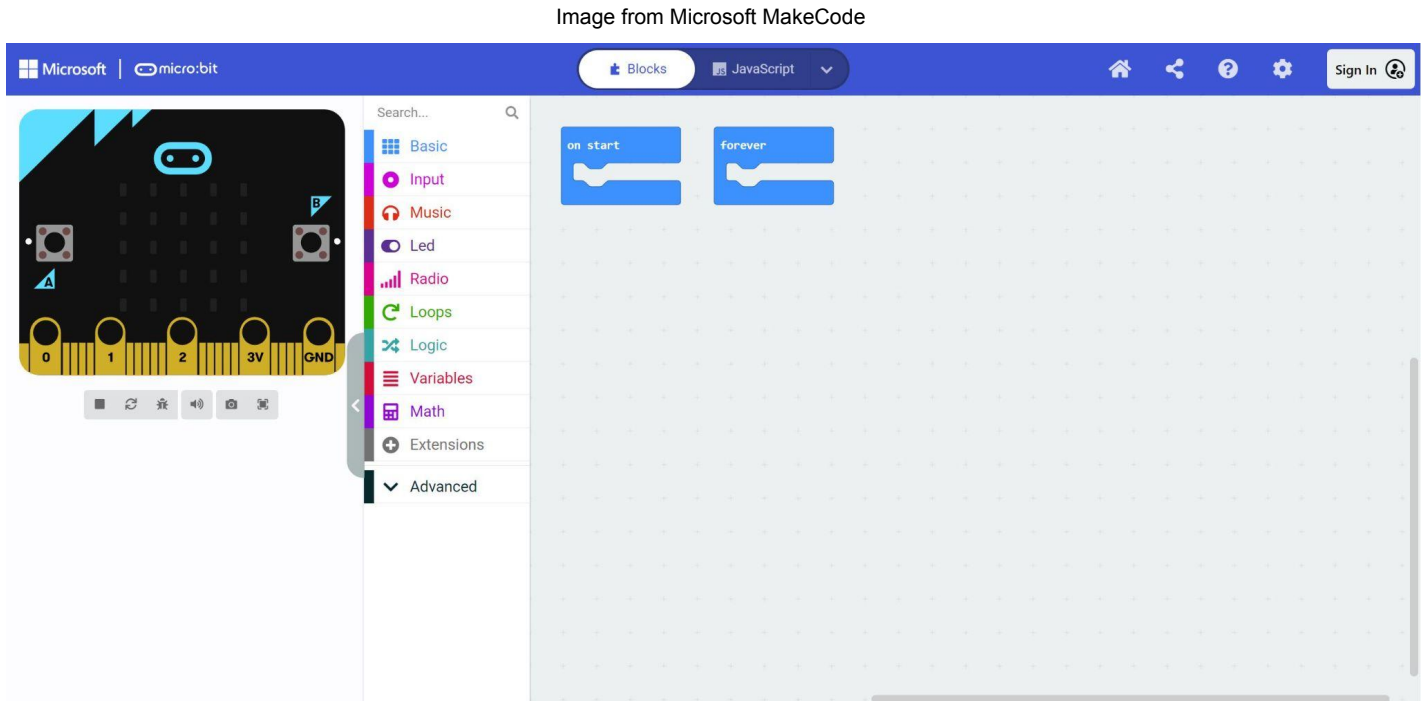 Image from Microsoft MakeCode
Microsoft | micro:bit
Blocks
JS JavaScript
Sign In
B
A
0 1 2 3V GND
Search...
Basic
Input
Music
Led
Radio
Loops
Logic
Variables
Math
Extensions
Advanced
on start
forever